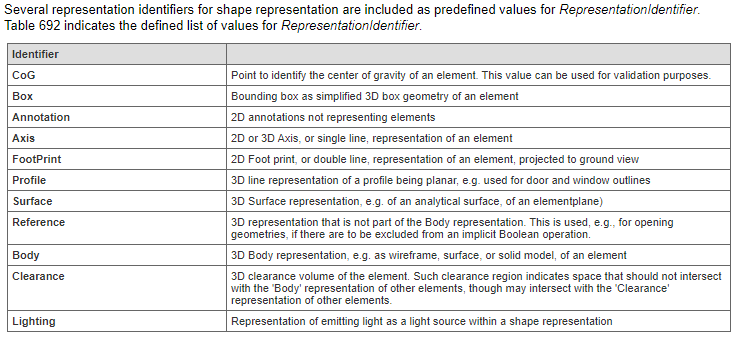 Several representation identifiers for shape representation are included as predefined values for RepresentationIdentifier.
Table 692 indicates the defined list of values for RepresentationIdentifier.
Identifier
CoG Point to identify the center of gravity of an element. This value can be used for validation purposes.
Box Bounding box as simplified 3D box geometry of an element
Annotation 2D annotations not representing elements
Axis 2D or 3D Axis, or single line, representation of an element
FootPrint 2D Foot print, or double line, representation of an element, projected to ground view
Profile 3D line representation of a profile being planar, e.g. used for door and window outlines
Surface 3D Surface representation, e.g. of an analytical surface, of an elementplane)
Reference 3D representation that is not part of the Body representation. This is used, e.g., for opening
geometries, if there are to be excluded from an implicit Boolean operation.
Body 3D Body representation, e.g. as wireframe, surface, or solid model, of an element
Clearance 3D clearance volume of the element. Such clearance region indicates space that should not intersect
with the 'Body' representation of other elements, though may intersect with the 'Clearance'
representation of other elements.
Lighting Representation of emitting light as a light source within a shape representation